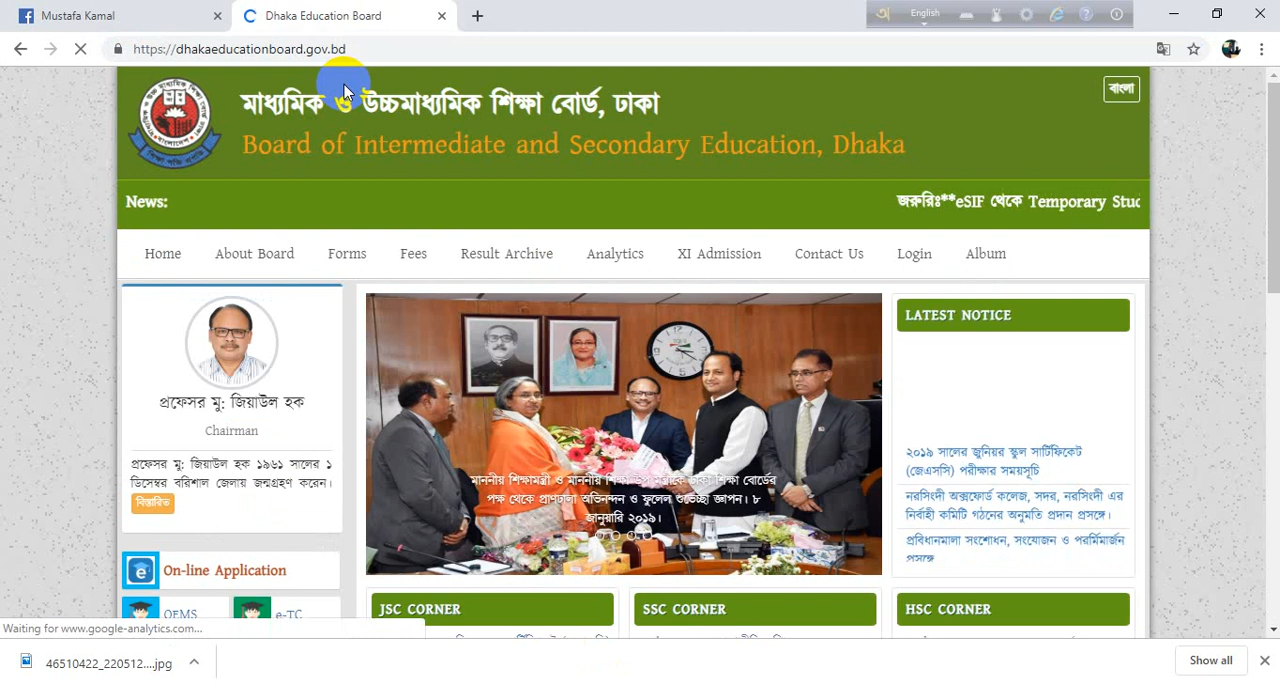 Mustafa Kamal
Dhaka Education Board
English
https://dhakaeducationboard.gov.bd
মাধ্যমিক ও উচ্চমাধ্যমিক শিক্ষা বোর্ড, ঢাকা
বাংলা
Board of Intermediate and Secondary Education, Dhaka
News:
জরুরিঃ**eSIF থেকে Temporary Stud
Home About Board Forms Fees Result Archive Analytics XI Admission Contact Us Login Album
প্রফেসর মু: জিয়াউল হক
Chairman
প্রফেসর মু: জিয়াউল হক ১৯৬১ সালের ১
ডিসেম্বর বরিশাল জেলায় জন্মগ্রহণ করেন।
বিস্তারিত
মাননীয় শিক্ষামন্ত্রী ও মাননীয় শিক্ষা উপ মন্ত্রীকে ঢাকা শিক্ষা বোর্ডের
পক্ষ থেকে প্রাণঢালা অভিনন্দন ও ফুলেল শুভেচ্ছা জ্ঞাপন। ৮
জানুয়ারি ২০১৯।
LATEST NOTICE
২০১৯ সালের জুনিয়র স্কুল সার্টিফিকেট
(জেএসসি) পরীক্ষার সময়সূচি
নরসিংদী অক্সফোর্ড কলেজ, সদর, নরসিংদী এর
নির্বাহী কমিটি গঠনের অনুমতি প্রদান প্রসঙ্গে।
প্রবিধানমালা সংশোধন, সংযোজন ও পরিমার্জন
প্রসঙ্গে
On-line Application
OEMS e-TC
JSC CORNER
SSC CORNER
HSC CORNER
Waiting for www.google-analytics.com...
46510422_220512....jpg
Show all